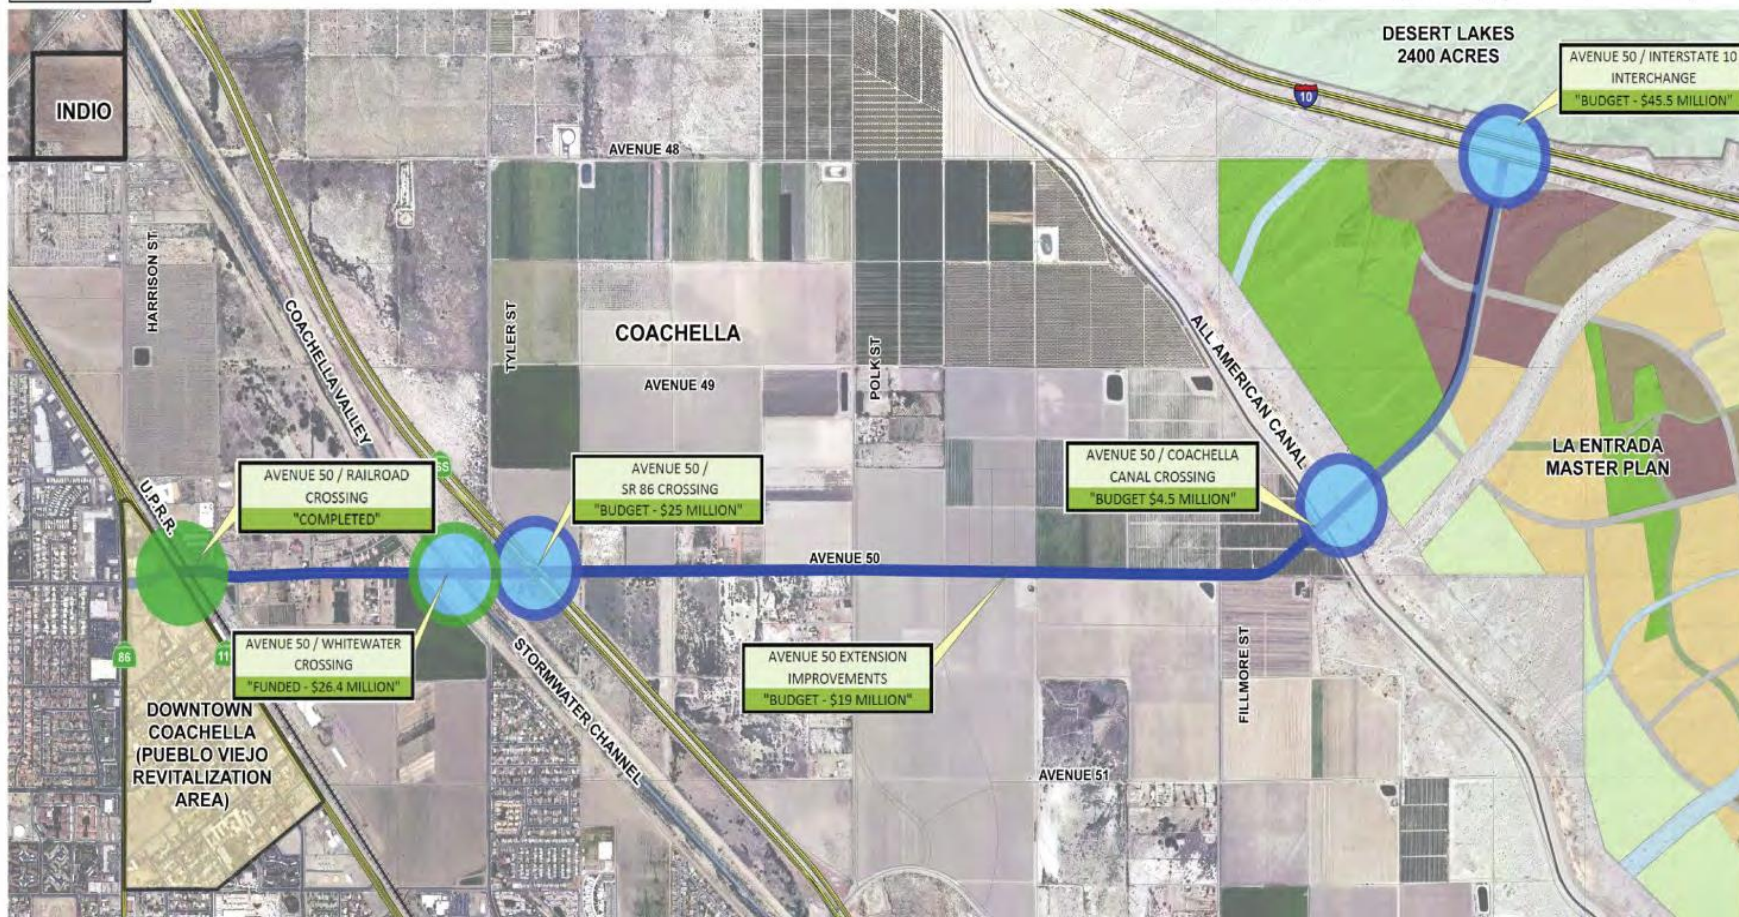 DESERT LAKES
2400 ACRES
AVENUE 50 / INTERSTATE 10
INTERCHANGE
"BUDGET - $45.5 MILLION"
10
INDIO
AVENUE 48
HARRISON ST
COACHELLA VALLEY
TYLER ST
COACHELLA
POLK ST
ALL AMERICAN CANAL
AVENUE 49
LA ENTRADA
MASTER PLAN
AVENUE 50 / RAILROAD
CROSSING
"COMPLETED"
AVENUE 50 /
SR 86 CROSSING
"BUDGET - $25 MILLION"
AVENUE 50 / COACHELLA
CANAL CROSSING
"BUDGET $4.5 MILLION"
U.P.R.R.
AVENUE 50
86
11
AVENUE 50 / WHITEWATER
CROSSING
"FUNDED - $26.4 MILLION"
STORMWATER CHANNEL
AVENUE 50 EXTENSION
IMPROVEMENTS
"BUDGET - $19 MILLION"
FILLMORE ST
DOWNTOWN
COACHELLA
(PUEBLO VIEJO
REVITALIZATION
AREA)
AVENUE 51